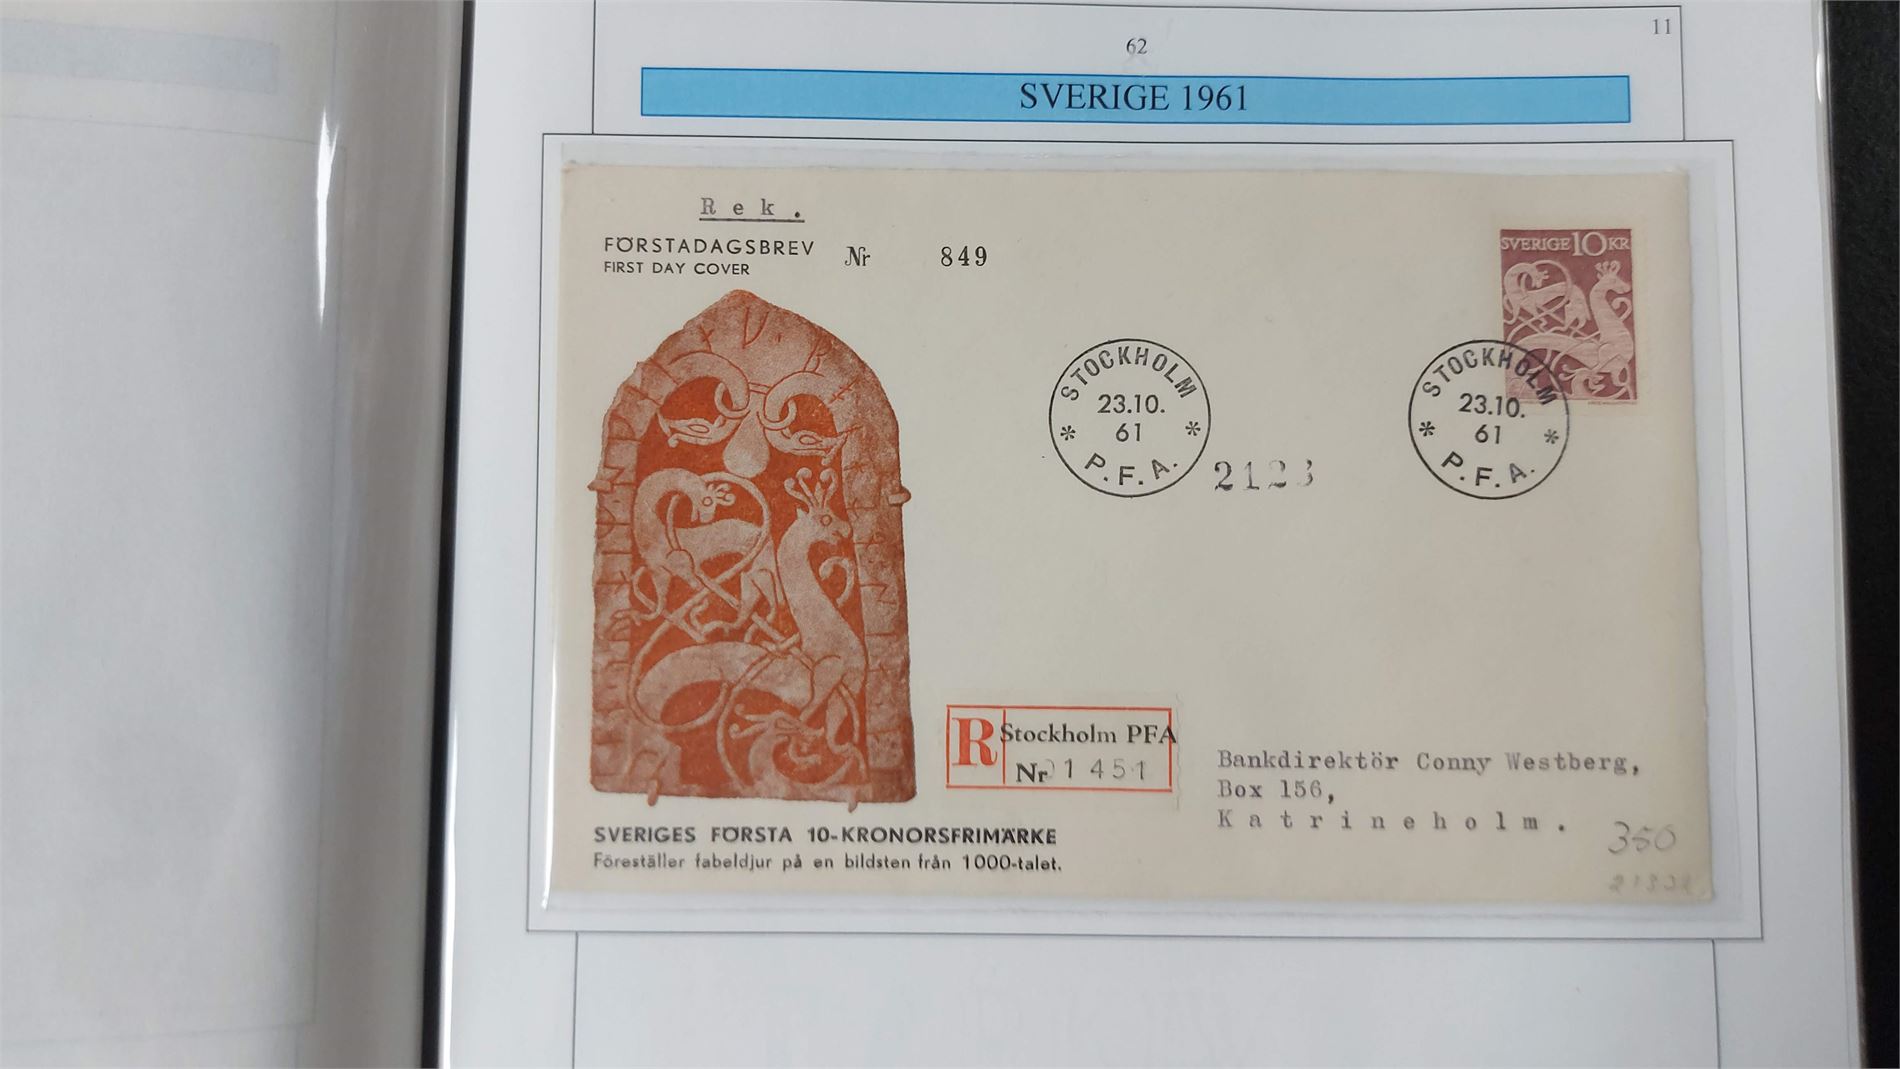 11
62
SVERIGE 1961
Rek.
FÖRSTADAGSBREV Nr 849
FIRST DAY COVER
SVERIGE 10 KR
STOCKHOLM
23.10.
61
* *
P.F.A.
STOCKHOLM
23.10.
61
* *
P.F.A.
2123
R Stockholm PFA
Nr 1451
Bankdirektör Conny Westberg,
Box 156,
Katrineholm.
350
SVERIGES FÖRSTA 10-KRONORSFRIMÄRKE
Föreställer fabeldjur på en bildsten från 1000-talet.